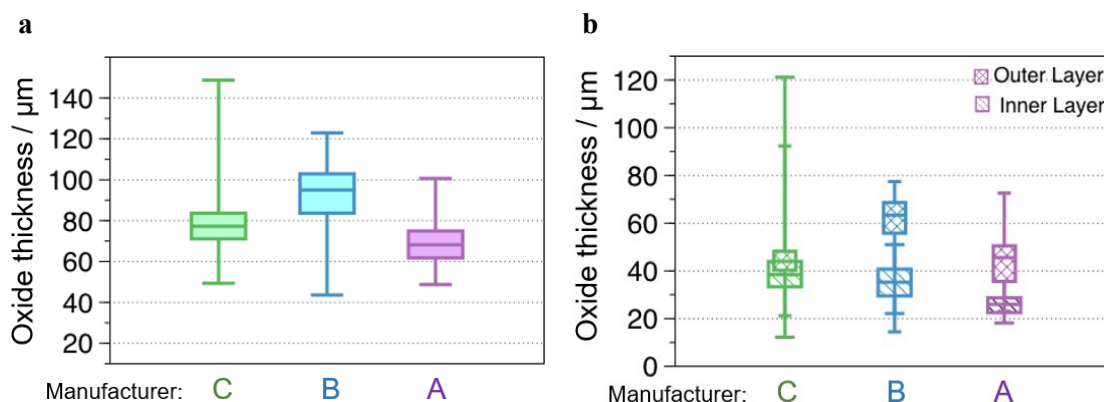 a
Oxide thickness / µm
140
120
100
80
60
40
20
Manufacturer: C B A
b
Oxide thickness / µm
120
100
80
60
40
20
0
Outer Layer
Inner Layer
Manufacturer: C B A